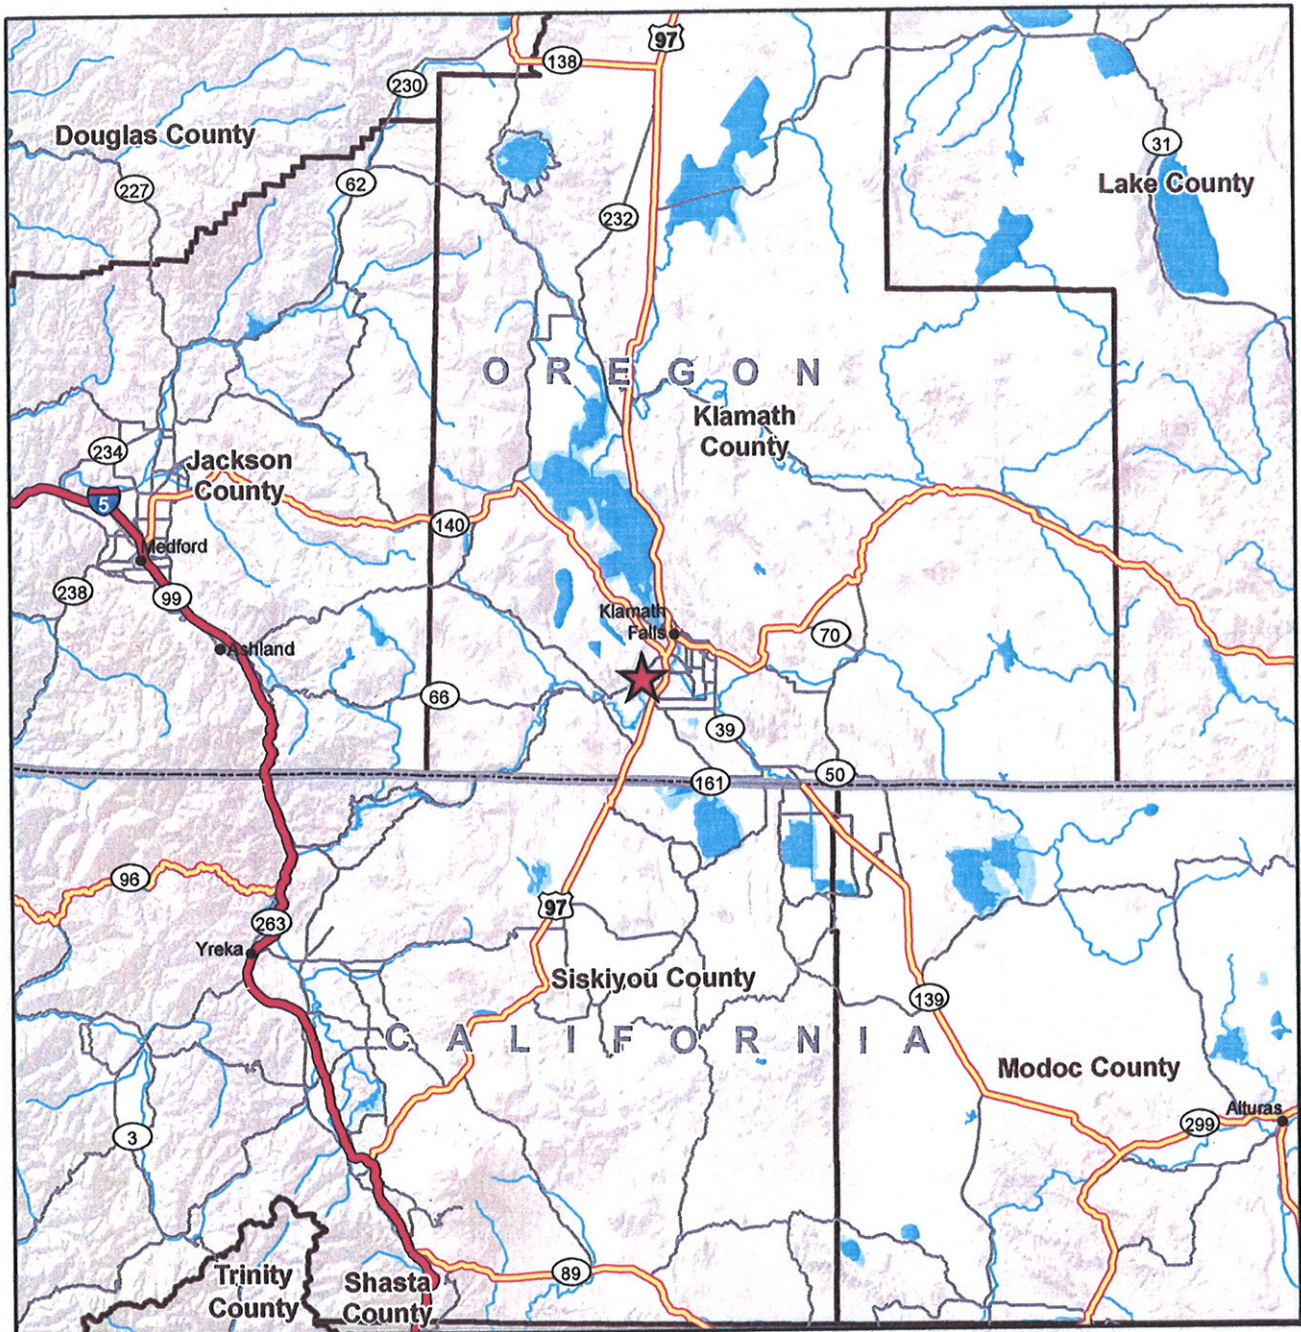 97
138
230
Douglas County
31
62
227
Lake County
232
OREGON
Klamath
County
234
Jackson
County
5
140
Medford
238
99
Klamath
Falls
70
Ashland
66
39
161
50
96
97
263
Yreka
Siskiyou County
139
CALIFORNIA
Modoc County
Alturas
299
3
89
Trinity
County
Shasta
County